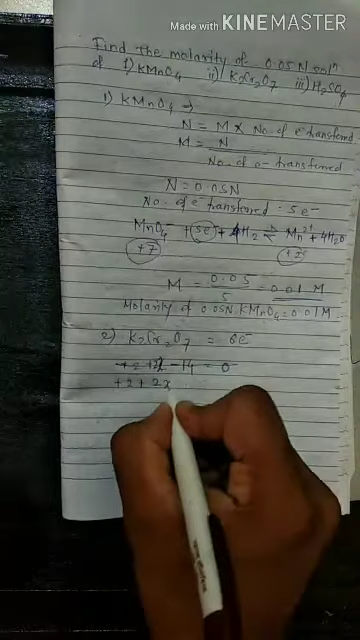 Made with KINEMASTER
Find the molarity of 0.05 N soln
of 1) KMnO4 ii) K2Cr2O7 iii) H2SO4
1) KMnO4 ⇒
N = M × No. of e- transferred
M = N
No. of e- transferred
N = 0.05N
No. of e- transferred = 5e-
MnO4- + 5e- + 4H2 ⇌ Mn2+ + 4H2O
+7 +2
M = 0.05 = 0.01 M
5
Molarity of 0.05N KMnO4 = 0.01M
2) K2Cr2O7 = 6e-
+2 + 2x - 14 = 0
+2 + 2x